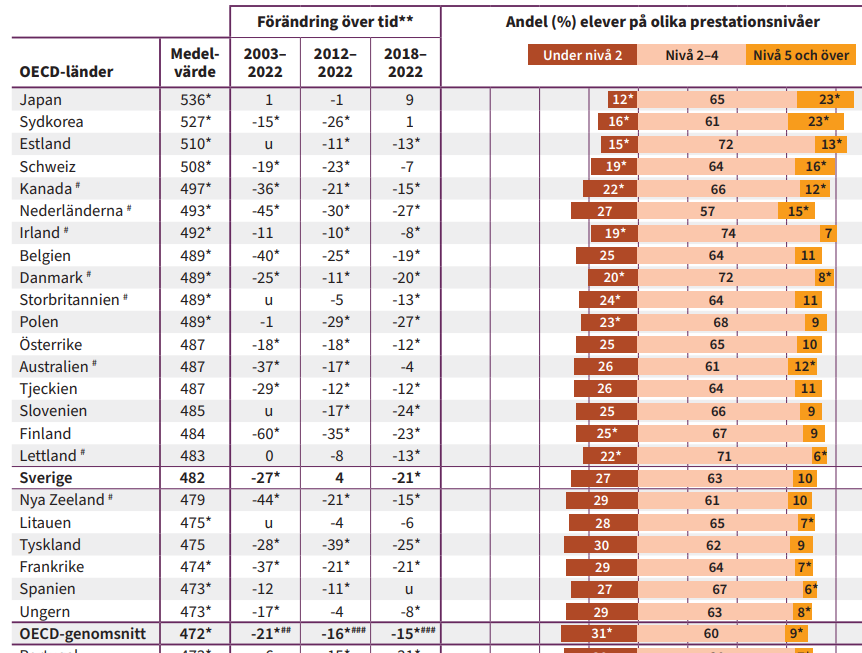 Förändring över tid** Andel (%) elever på olika prestationsnivåer
OECD-länder Medel-värde 2003–2022 2012–2022 2018–2022 Under nivå 2 Nivå 2–4 Nivå 5 och över
Japan 536* 1 -1 9 12* 65 23*
Sydkorea 527* -15* -26* 1 16* 61 23*
Estland 510* u -11* -13* 15* 72 13*
Schweiz 508* -19* -23* -7 19* 64 16*
Kanada # 497* -36* -21* -15* 22* 66 12*
Nederländerna # 493* -45* -30* -27* 27 57 15*
Irland # 492* -11 -10* -8* 19* 74 7
Belgien 489* -40* -25* -19* 25 64 11
Danmark # 489* -25* -11* -20* 20* 72 8*
Storbritannien # 489* u -5 -13* 24* 64 11
Polen 489* -1 -29* -27* 23* 68 9
Österrike 487 -18* -18* -12* 25 65 10
Australien # 487 -37* -17* -4 26 61 12*
Tjeckien 487 -29* -12* -12* 26 64 11
Slovenien 485 u -17* -24* 25 66 9
Finland 484 -60* -35* -23* 25* 67 9
Lettland # 483 0 -8 -13* 22* 71 6*
Sverige 482 -27* 4 -21* 27 63 10
Nya Zeeland # 479 -44* -21* -15* 29 61 10
Litauen 475* u -4 -6 28 65 7*
Tyskland 475 -28* -39* -25* 30 62 9
Frankrike 474* -37* -21* -21* 29 64 7*
Spanien 473* -12 -11* u 27 67 6*
Ungern 473* -17* -4 -8* 29 63 8*
OECD-genomsnitt 472* -21*## -16*### -15*#### 31* 60 9*